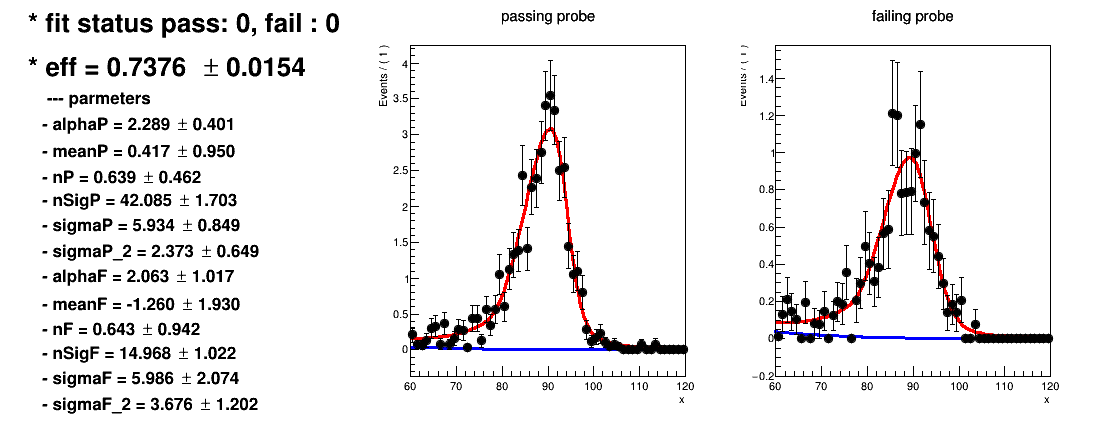 * fit status pass: 0, fail : 0
* eff = 0.7376 ± 0.0154
--- parmeters
- alphaP = 2.289 ± 0.401
- meanP = 0.417 ± 0.950
- nP = 0.639 ± 0.462
- nSigP = 42.085 ± 1.703
- sigmaP = 5.934 ± 0.849
- sigmaP_2 = 2.373 ± 0.649
- alphaF = 2.063 ± 1.017
- meanF = -1.260 ± 1.930
- nF = 0.643 ± 0.942
- nSigF = 14.968 ± 1.022
- sigmaF = 5.986 ± 2.074
- sigmaF_2 = 3.676 ± 1.202
passing probe
Events / ( 1 )
4
3.5
3
2.5
2
1.5
1
0.5
0
60 70 80 90 100 110 120
x
failing probe
Events / ( 1 )
1.4
1.2
1
0.8
0.6
0.4
0.2
0
−0.2
60 70 80 90 100 110 120
x